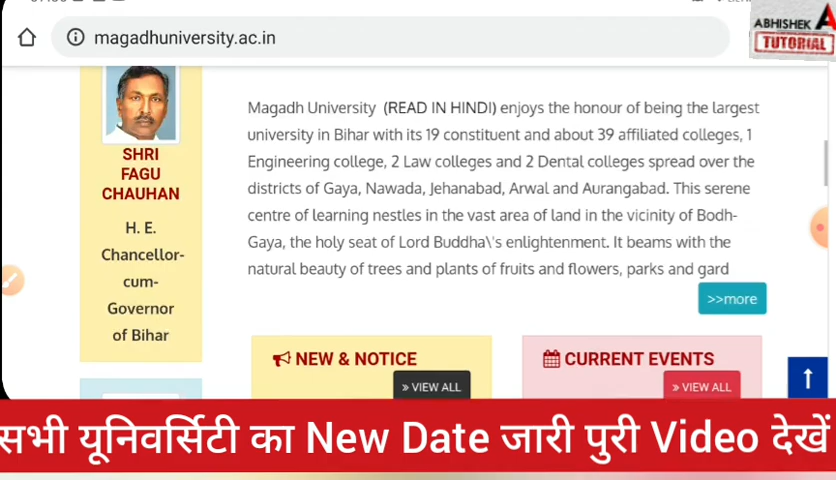 magadhuniversity.ac.in
ABHISHEK
TUTORIAL
SHRI
FAGU
CHAUHAN
H. E.
Chancellor-
cum-
Governor
of Bihar
Magadh University (READ IN HINDI) enjoys the honour of being the largest
university in Bihar with its 19 constituent and about 39 affiliated colleges, 1
Engineering college, 2 Law colleges and 2 Dental colleges spread over the
districts of Gaya, Nawada, Jehanabad, Arwal and Aurangabad. This serene
centre of learning nestles in the vast area of land in the vicinity of Bodh-
Gaya, the holy seat of Lord Buddha\'s enlightenment. It beams with the
natural beauty of trees and plants of fruits and flowers, parks and gard
>>more
NEW & NOTICE
» VIEW ALL
CURRENT EVENTS
» VIEW ALL
सभी यूनिवर्सिटी का New Date जारी पुरी Video देखें